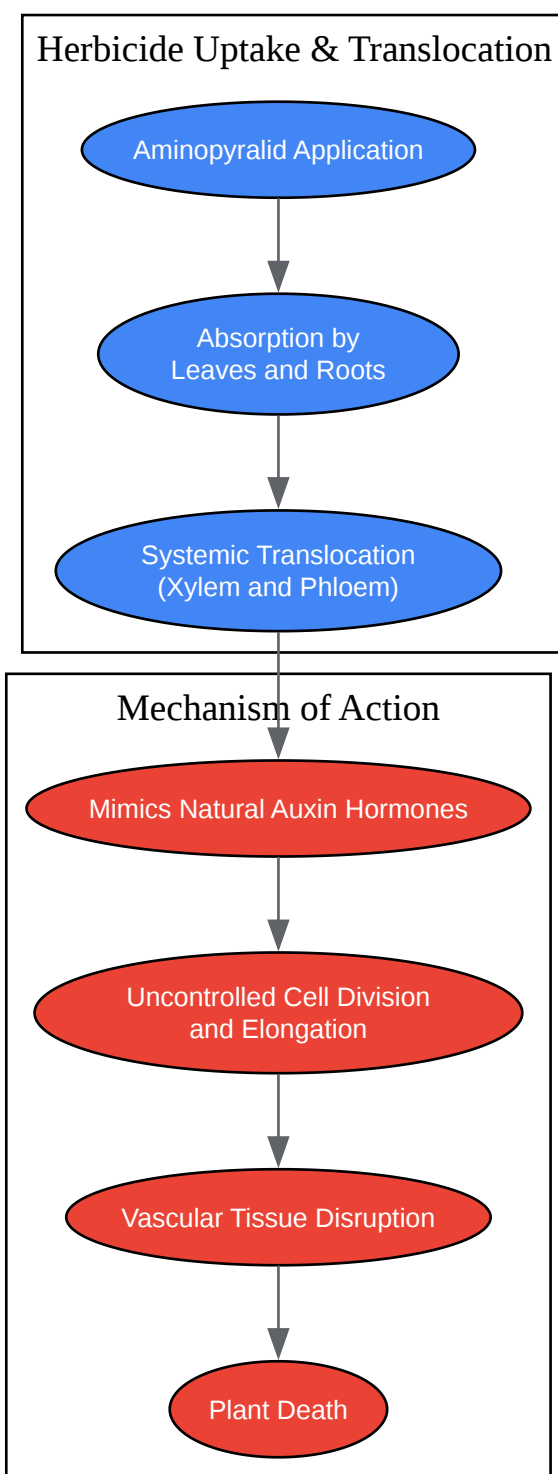 Herbicide Uptake & Translocation
Aminopyralid Application
Absorption by
Leaves and Roots
Systemic Translocation
(Xylem and Phloem)
Mechanism of Action
Mimics Natural Auxin Hormones
Uncontrolled Cell Division
and Elongation
Vascular Tissue Disruption
Plant Death